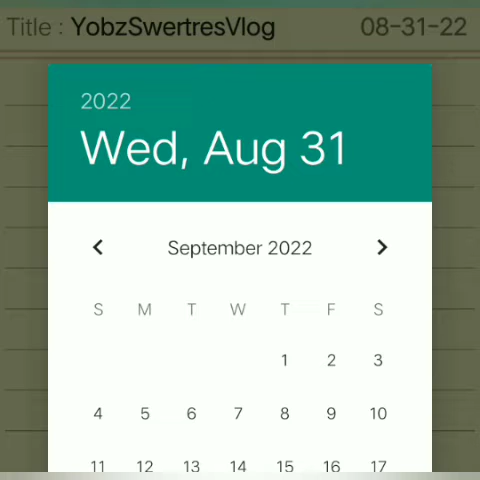 Title : YobzSwertresVlog 08-31-22
2022
Wed, Aug 31
September 2022
S M T W T F S
1 2 3
4 5 6 7 8 9 10
11 12 13 14 15 16 17